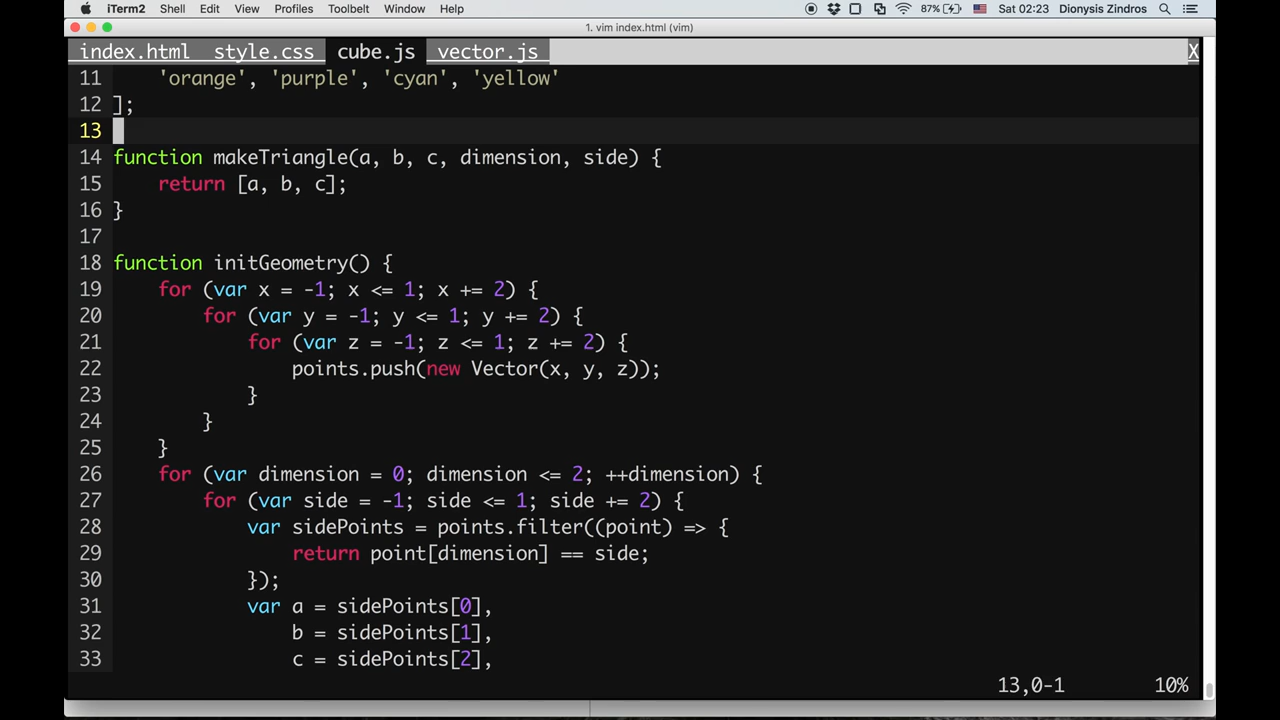 iTerm2 Shell Edit View Profiles Toolbelt Window Help 87% Sat 02:23 Dionysis Zindros
1. vim index.html (vim)
index.html style.css cube.js vector.js X
11 'orange', 'purple', 'cyan', 'yellow'
12 ];
13
14 function makeTriangle(a, b, c, dimension, side) {
15 return [a, b, c];
16 }
17
18 function initGeometry() {
19 for (var x = -1; x <= 1; x += 2) {
20 for (var y = -1; y <= 1; y += 2) {
21 for (var z = -1; z <= 1; z += 2) {
22 points.push(new Vector(x, y, z));
23 }
24 }
25 }
26 for (var dimension = 0; dimension <= 2; ++dimension) {
27 for (var side = -1; side <= 1; side += 2) {
28 var sidePoints = points.filter((point) => {
29 return point[dimension] == side;
30 });
31 var a = sidePoints[0],
32 b = sidePoints[1],
33 c = sidePoints[2],
13,0-1 10%